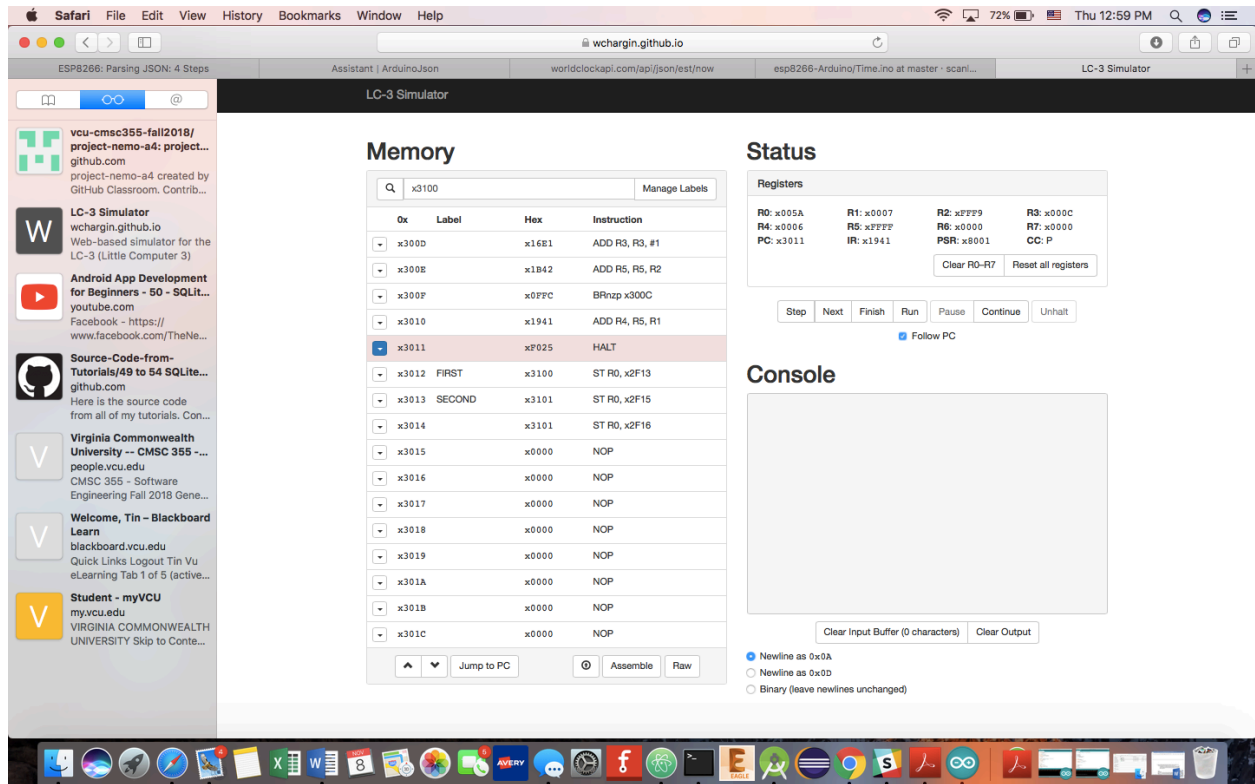 Safari File Edit View History Bookmarks Window Help 72% Thu 12:59 PM
wchargin.github.io
ESP8266: Parsing JSON: 4 Steps
Assistant | ArduinoJson
worldclockapi.com/api/json/est/now
esp8266-Arduino/Time.ino at master · scanl...
LC-3 Simulator
@
vcu-cmsc355-fall2018/
project-nemo-a4: project...
github.com
project-nemo-a4 created by
GitHub Classroom. Contrib...
W
LC-3 Simulator
wchargin.github.io
Web-based simulator for the
LC-3 (Little Computer 3)
Android App Development
for Beginners - 50 - SQLit...
youtube.com
Facebook - https://
www.facebook.com/TheNe...
Source-Code-from-
Tutorials/49 to 54 SQLite...
github.com
Here is the source code
from all of my tutorials. Con...
V
Virginia Commonwealth
University -- CMSC 355 -...
people.vcu.edu
CMSC 355 - Software
Engineering Fall 2018 Gene...
V
Welcome, Tin – Blackboard
Learn
blackboard.vcu.edu
Quick Links Logout Tin Vu
eLearning Tab 1 of 5 (active...
V
Student - myVCU
my.vcu.edu
VIRGINIA COMMONWEALTH
UNIVERSITY Skip to Conte...
LC-3 Simulator
Memory
x3100 Manage Labels
0x Label Hex Instruction
x300D x16E1 ADD R3, R3, #1
x300E x1B42 ADD R5, R5, R2
x300F x0FFC BRnzp x300C
x3010 x1941 ADD R4, R5, R1
x3011 xF025 HALT
x3012 FIRST x3100 ST R0, x2F13
x3013 SECOND x3101 ST R0, x2F15
x3014 x3101 ST R0, x2F16
x3015 x0000 NOP
x3016 x0000 NOP
x3017 x0000 NOP
x3018 x0000 NOP
x3019 x0000 NOP
x301A x0000 NOP
x301B x0000 NOP
x301C x0000 NOP
Jump to PC Assemble Raw
Status
Registers
R0: x005A R1: x0007 R2: xFFF9 R3: x000C
R4: x0006 R5: xFFFF R6: x0000 R7: x0000
PC: x3011 IR: x1941 PSR: x8001 CC: P
Clear R0–R7 Reset all registers
Step Next Finish Run Pause Continue Unhalt
Follow PC
Console
Clear Input Buffer (0 characters) Clear Output
Newline as 0x0A
Newline as 0x0D
Binary (leave newlines unchanged)
4 NOV 8 5 AVERY f EAGLE S